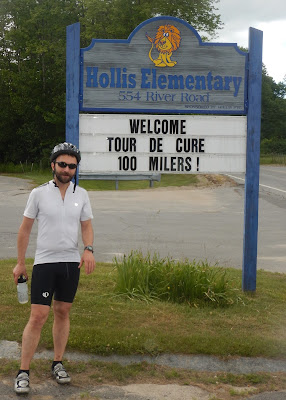 Hollis Elementary
554 River Road
WELCOME
TOUR DE CURE
100 MILERS!